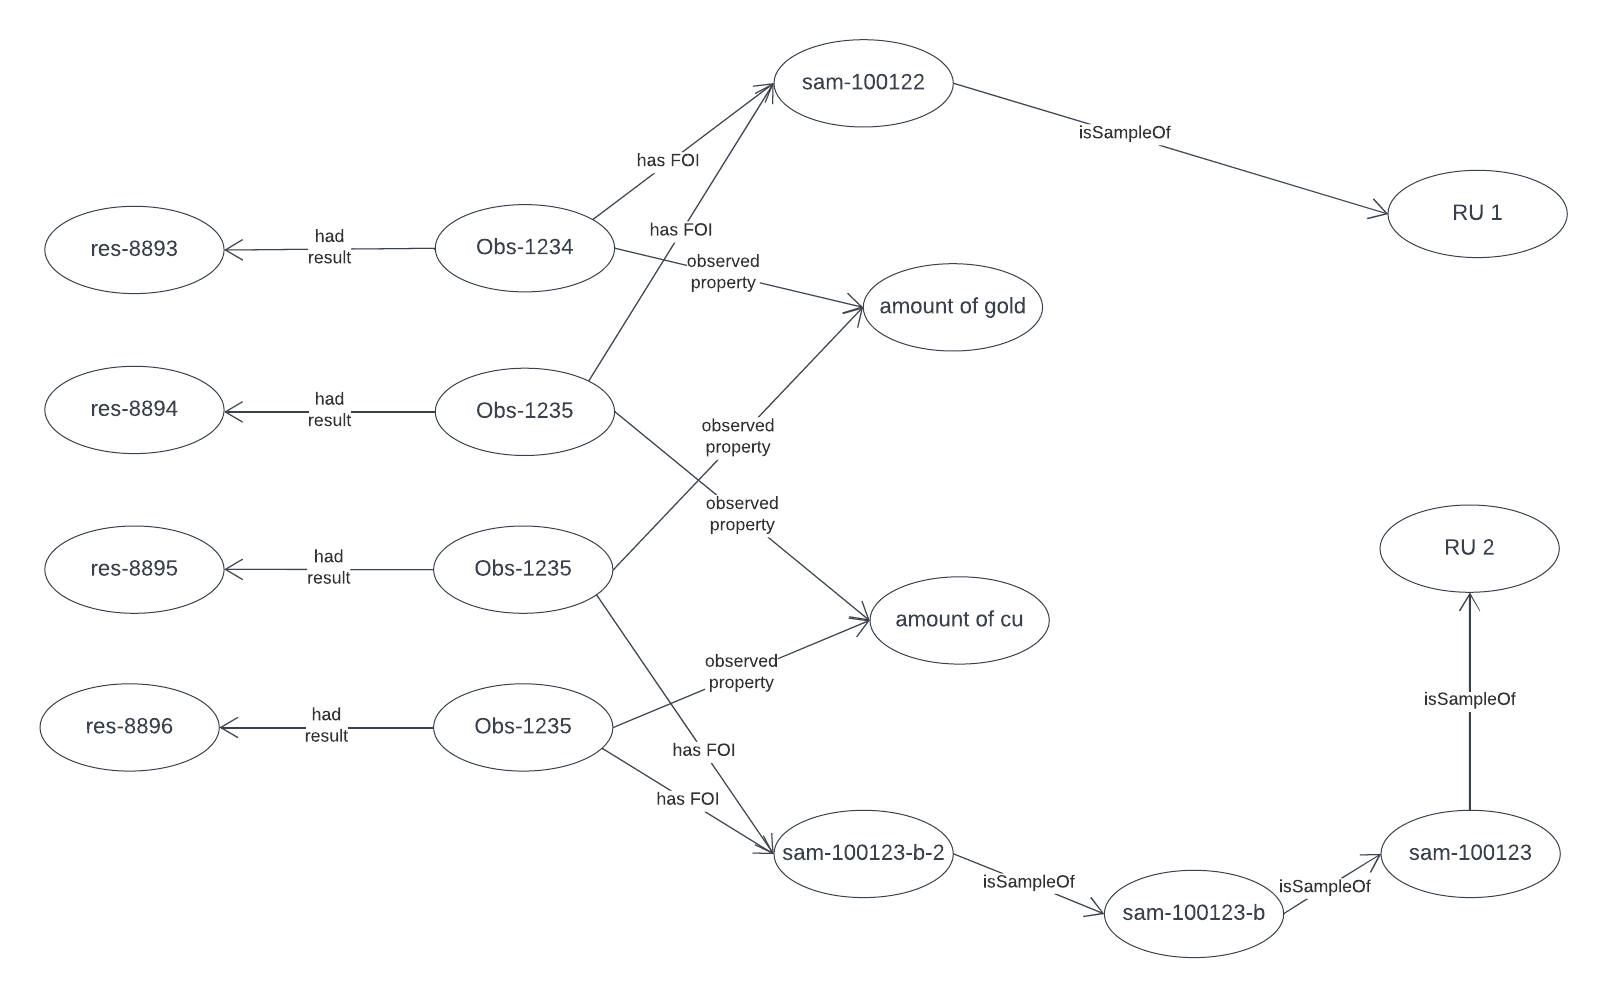 sam-100122
isSampleOf
has FOI
RU 1
has FOI
res-8893
had
result
Obs-1234
observed
property
amount of gold
res-8894
had
result
Obs-1235
observed
property
observed
property
res-8895
had
result
Obs-1235
RU 2
amount of cu
observed
property
isSampleOf
res-8896
had
result
Obs-1235
has FOI
has FOI
sam-100123-b-2
isSampleOf
sam-100123-b
isSampleOf
sam-100123